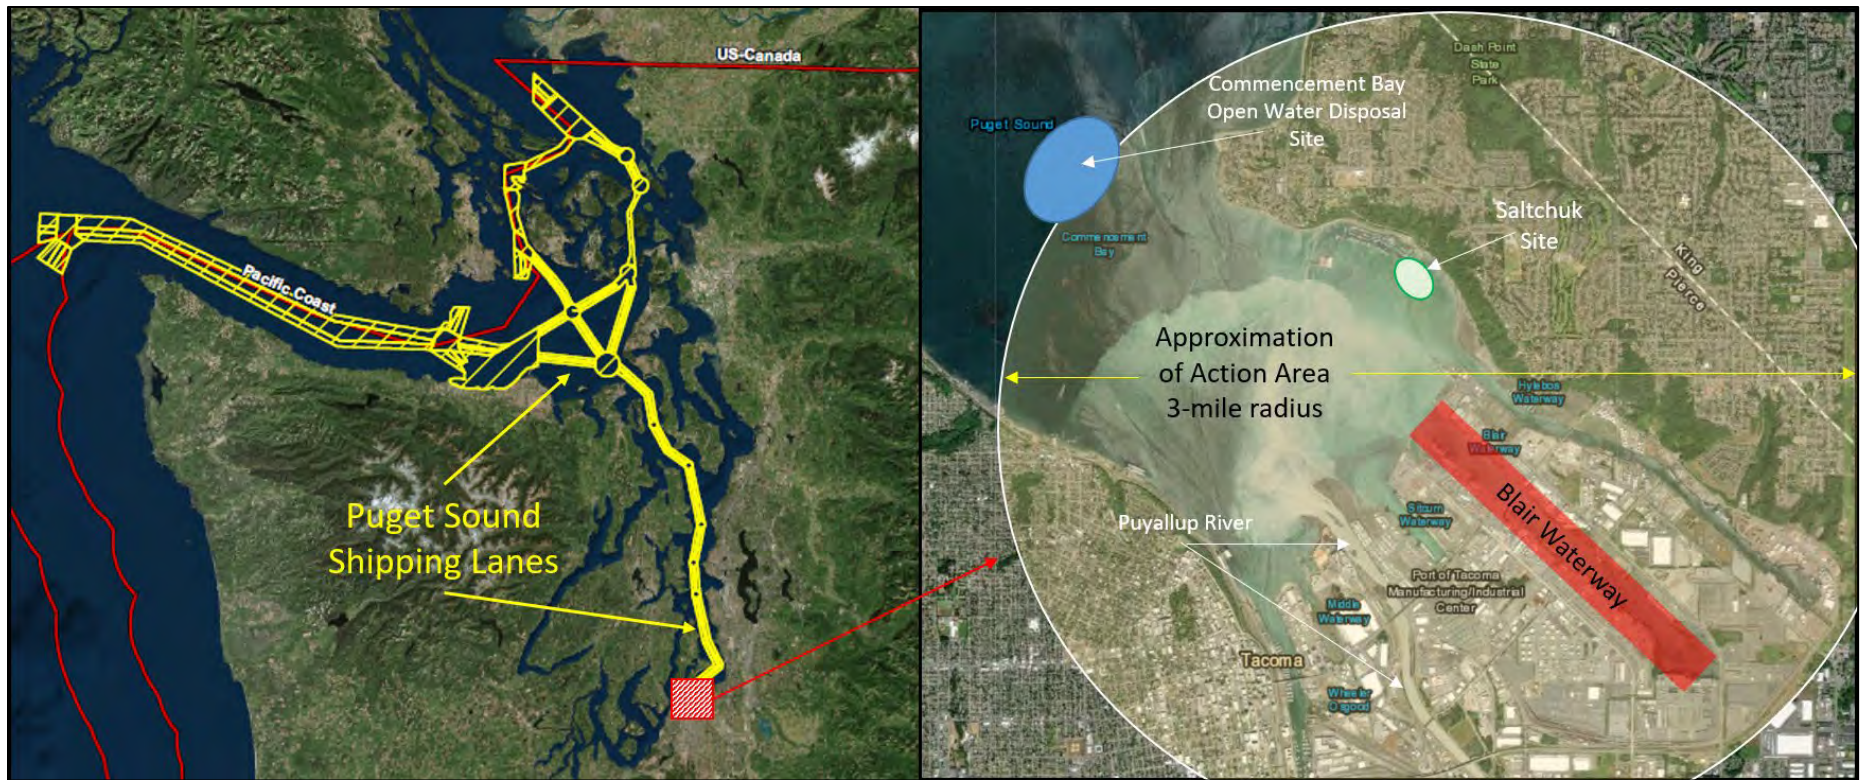 US-Canada
Pacific Coast
Puget Sound
Shipping Lanes
Dash Point
State
Park
Commencement Bay
Open Water Disposal
Site
Puget Sound
Commencement
Bay
Saltchuk
Site
King
Pierce
Approximation
of Action Area
3-mile radius
Hylebos
Waterway
Blair
Waterway
Blair Waterway
Sitcum
Waterway
Puyallup River
Port of Tacoma
Manufacturing/Industrial
Center
Middle
Waterway
Tacoma
Wheeler
Osgood